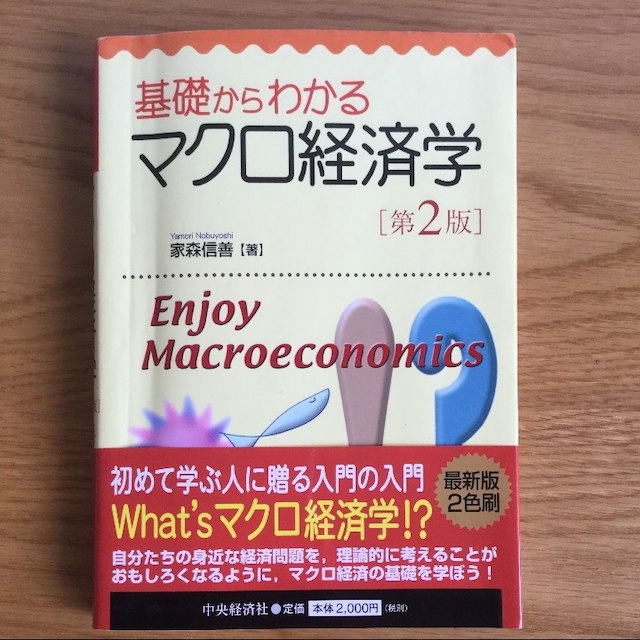 基礎からわかる
マクロ経済学
[第2版]
Yamori Nobuyoshi
家森信善【著】
Enjoy
Macroeconomics
初めて学ぶ人に贈る入門の入門
What'sマクロ経済学!?
最新版
2色刷
自分たちの身近な経済問題を，理論的に考えることが
おもしろくなるように，マクロ経済の基礎を学ぼう！
中央経済社●定価 本体2,000円（税別）